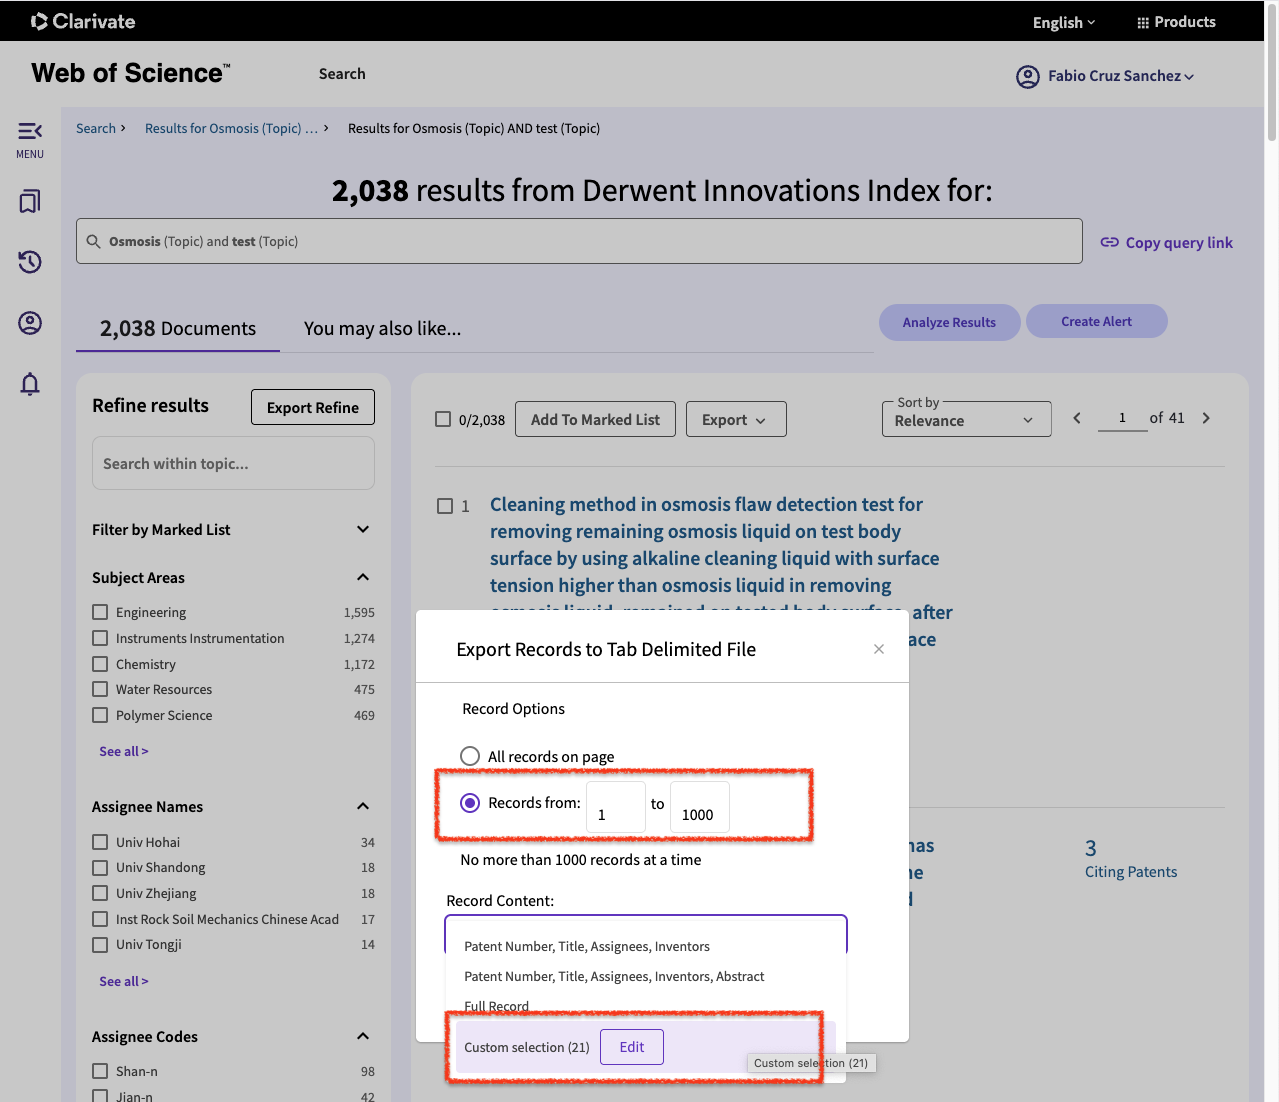 Clarivate
English
Products
Web of Science™
Search
Fabio Cruz Sanchez
MENU
Search > Results for Osmosis (Topic) … > Results for Osmosis (Topic) AND test (Topic)
2,038 results from Derwent Innovations Index for:
Osmosis (Topic) and test (Topic)
Copy query link
2,038 Documents
You may also like...
Analyze Results
Create Alert
Refine results
Export Refine
Search within topic...
Filter by Marked List
Subject Areas
Engineering 1,595
Instruments Instrumentation 1,274
Chemistry 1,172
Water Resources 475
Polymer Science 469
See all >
Assignee Names
Univ Hohai 34
Univ Shandong 18
Univ Zhejiang 18
Inst Rock Soil Mechanics Chinese Acad 17
Univ Tongji 14
See all >
Assignee Codes
Shan-n 98
Jian-n 42
0/2,038
Add To Marked List
Export
Sort by
Relevance
1 of 41
1
Cleaning method in osmosis flaw detection test for
removing remaining osmosis liquid on test body
surface by using alkaline cleaning liquid with surface
tension higher than osmosis liquid in removing
osmosis liquid, remained on tested body surface, after
3
Citing Patents
Export Records to Tab Delimited File
×
Record Options
All records on page
Records from: 1 to 1000
No more than 1000 records at a time
Record Content:
Patent Number, Title, Assignees, Inventors
Patent Number, Title, Assignees, Inventors, Abstract
Full Record
Custom selection (21)
Edit
Custom selection (21)